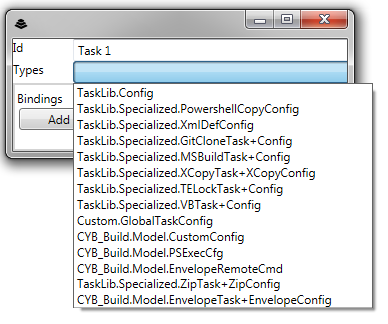 Id Task 1
Types
Bindings
Add
TaskLib.Config
TaskLib.Specialized.PowershellCopyConfig
TaskLib.Specialized.XmlDefConfig
TaskLib.Specialized.GitCloneTask+Config
TaskLib.Specialized.MSBuildTask+Config
TaskLib.Specialized.XCopyTask+XCopyConfig
TaskLib.Specialized.TELockTask+Config
TaskLib.Specialized.VBTask+Config
Custom.GlobalTaskConfig
CYB_Build.Model.CustomConfig
CYB_Build.Model.PSExecCfg
CYB_Build.Model.EnvelopeRemoteCmd
TaskLib.Specialized.ZipTask+ZipConfig
CYB_Build.Model.EnvelopeTask+EnvelopeConfig